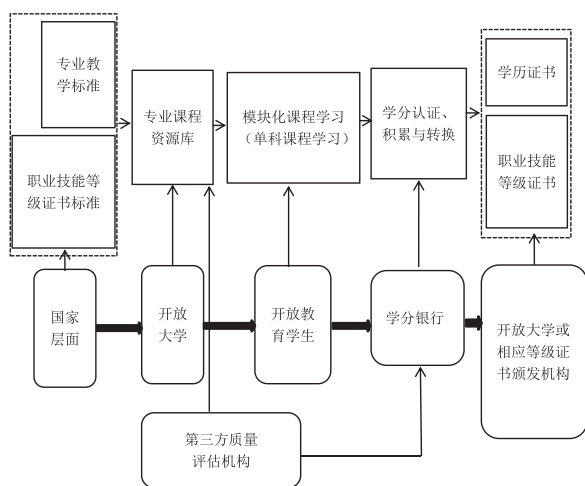 专业教
学标准
职业技能等
级证书标准
专业课程
资源库
模块化课程学习
（单科课程学习）
学分认证、
积累与转换
学历证书
职业技能
等级证书
国家
层面
开放
大学
开放教
育学生
学分银行
开放大学或
相应等级证
书颁发机构
第三方质量
评估机构